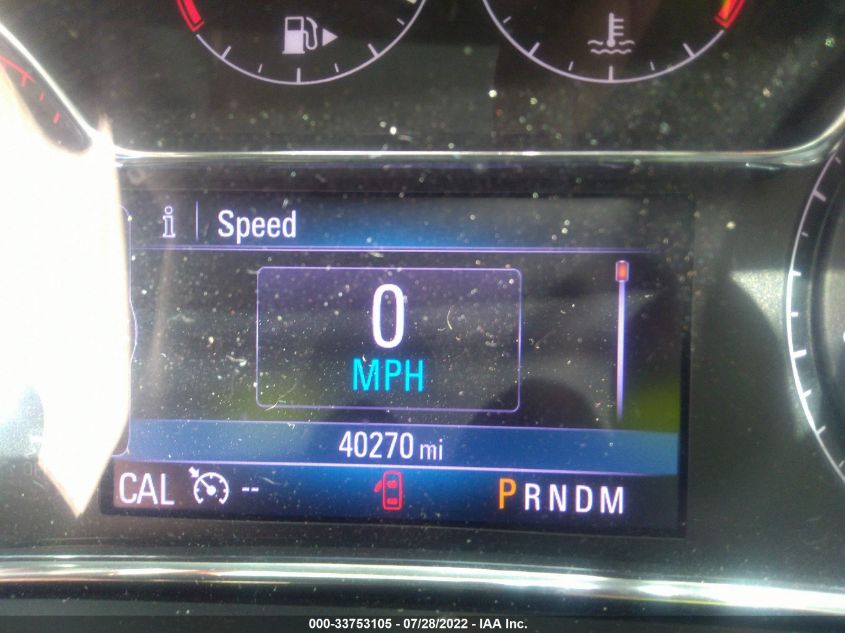 i Speed
0
MPH
40270 mi
CAL -- PRNDM
000-33753105 - 07/28/2022 - IAA Inc.